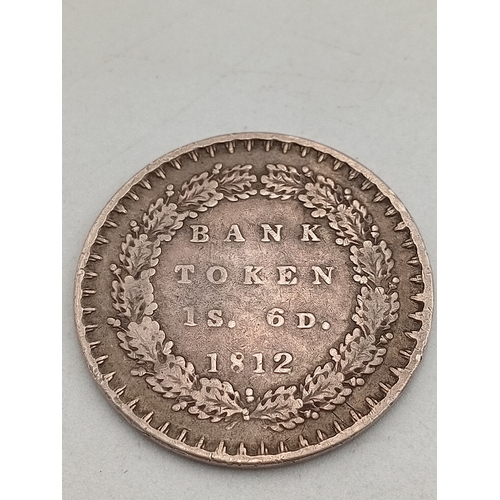 BANK
TOKEN
1S. 6D.
1812